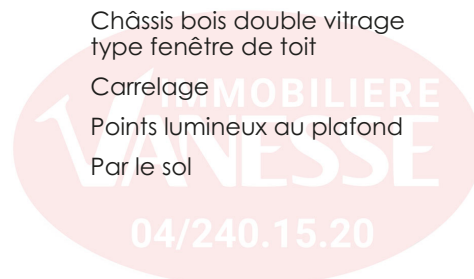 Châssis bois double vitrage
type fenêtre de toit
Carrelage
IMMOBILIERE
Points lumineux au plafond
VANESSE
Par le sol
04/240.15.20